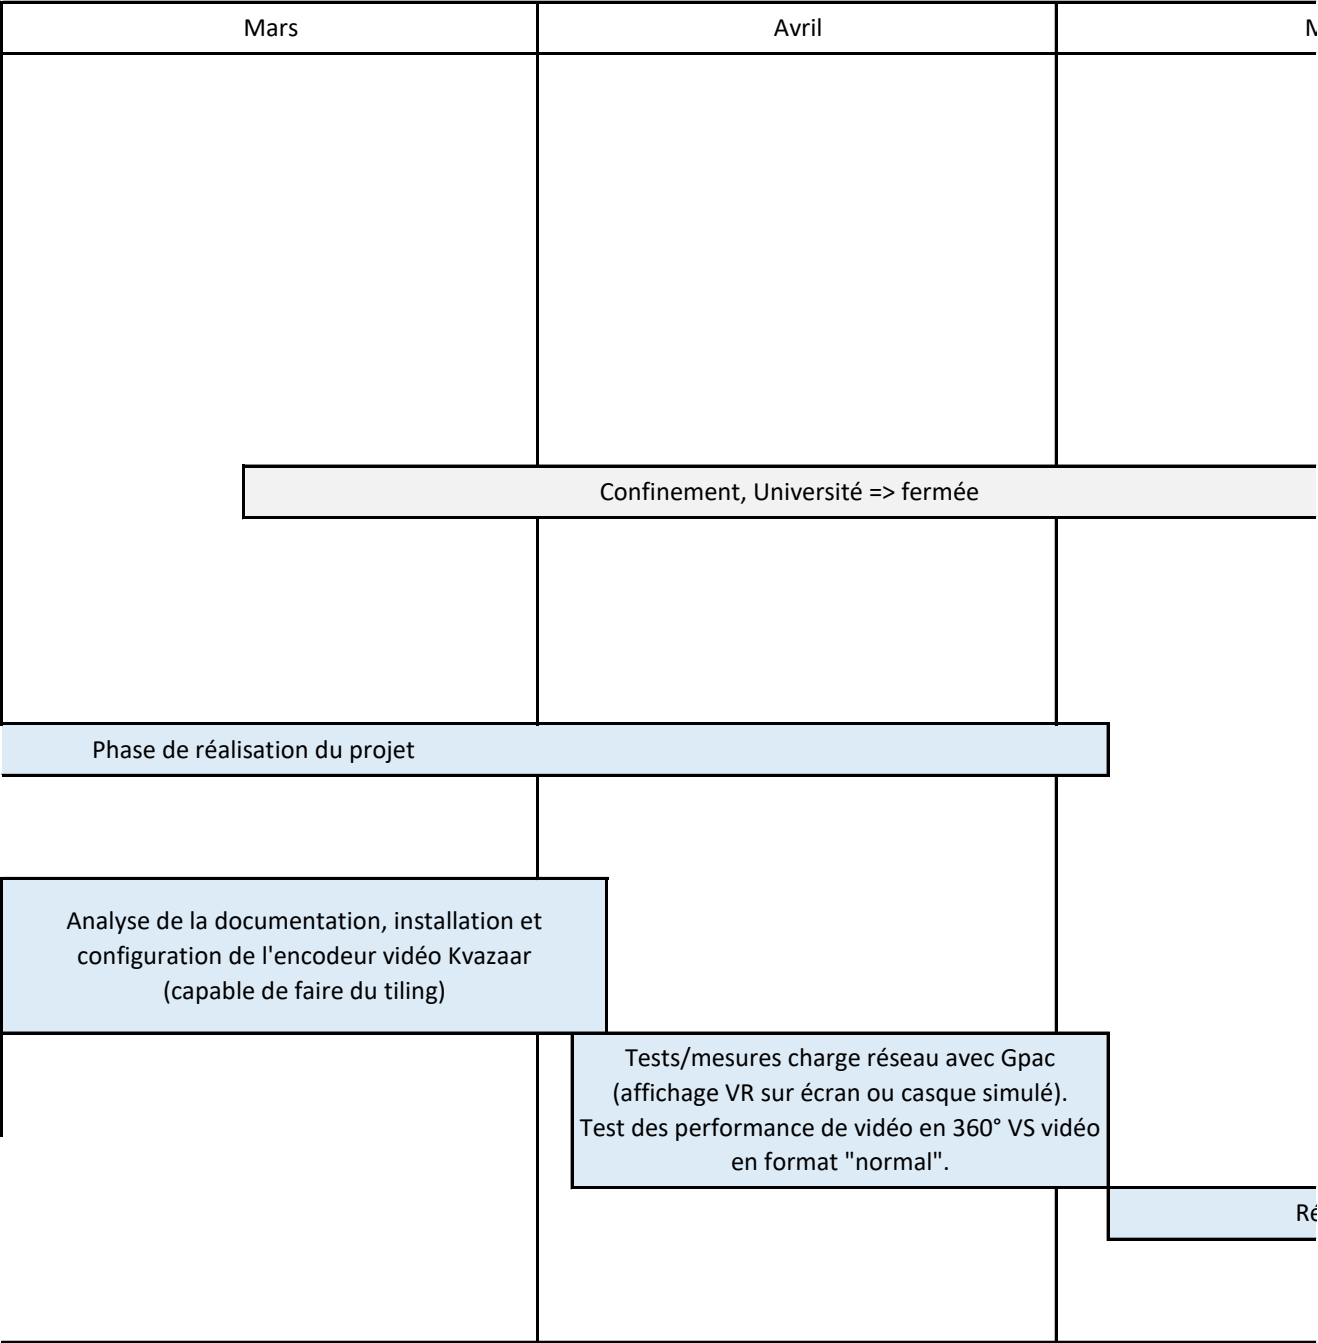 Mars
Avril
Confinement, Université => fermée
Phase de réalisation du projet
Analyse de la documentation, installation et
configuration de l'encodeur vidéo Kvazaar
(capable de faire du tiling)
Tests/mesures charge réseau avec Gpac
(affichage VR sur écran ou casque simulé).
Test des performance de vidéo en 360° VS vidéo
en format "normal".
Ré